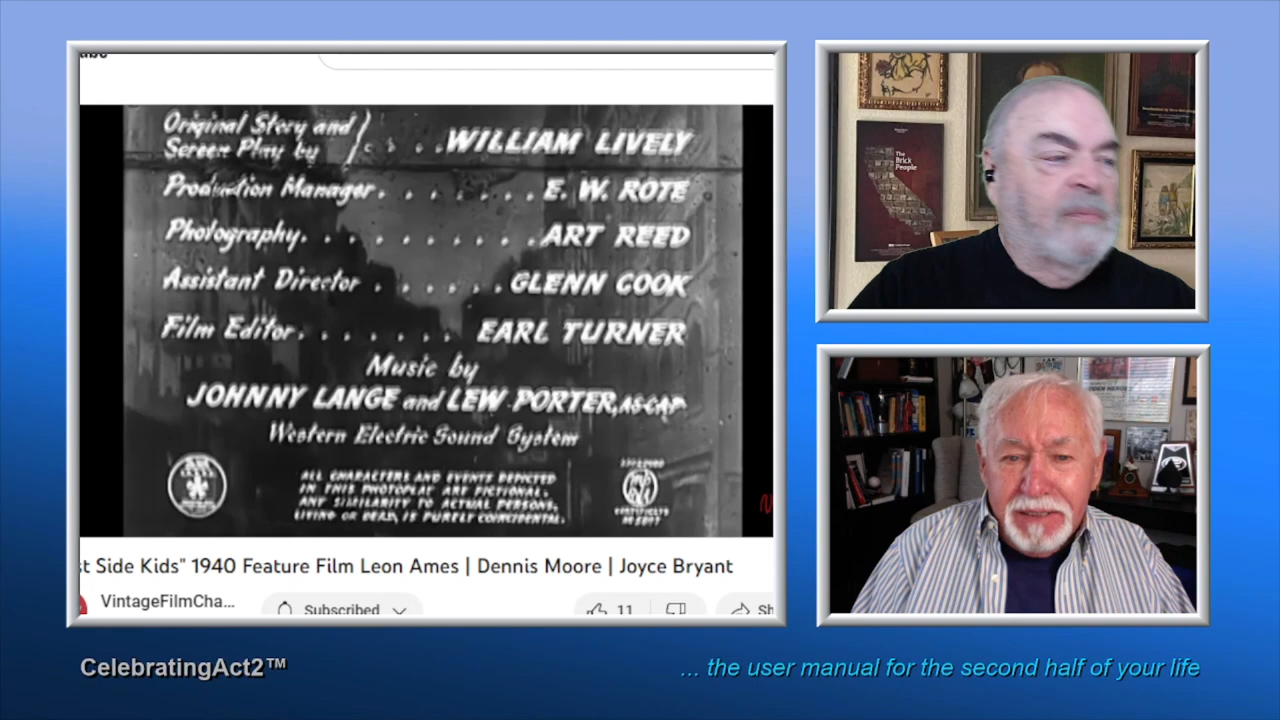 Original Story and
Screen Play by . . . . WILLIAM LIVELY
Production Manager. . . . . . . . E. W. ROTE
Photography. . . . . . . . . . . ART REED
Assistant Director . . . . . . GLENN COOK
Film Editor. . . . . . . EARL TURNER
Music by
JOHNNY LANGE and LEW PORTER, ASCAP
Western Electric Sound System
ALL CHARACTERS AND EVENTS DEPICTED
IN THIS PHOTOPLAY ARE FICTIONAL.
ANY SIMILARITY TO ACTUAL PERSONS,
LIVING OR DEAD, IS PURELY COINCIDENTAL.
st Side Kids" 1940 Feature Film Leon Ames | Dennis Moore | Joyce Bryant
VintageFilmCha...
Subscribed
11
Sh
The
Brick
People
CelebratingAct2™
... the user manual for the second half of your life